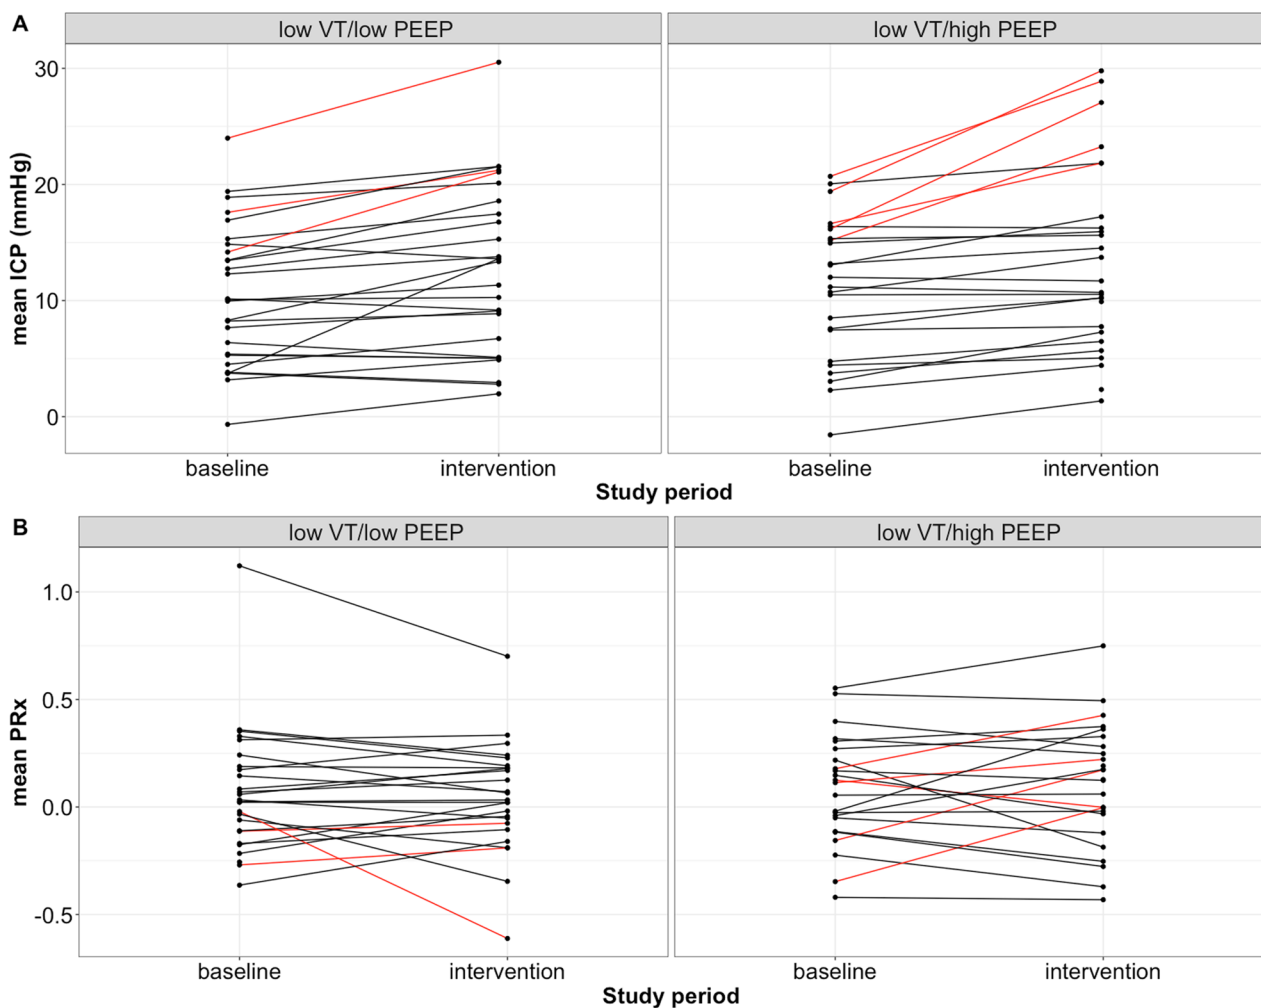 A
low VT/low PEEP
low VT/high PEEP
mean ICP (mmHg)
30
20
10
0
baseline
intervention
baseline
intervention
Study period
B
low VT/low PEEP
low VT/high PEEP
mean PRx
1.0
0.5
0.0
-0.5
baseline
intervention
baseline
intervention
Study period